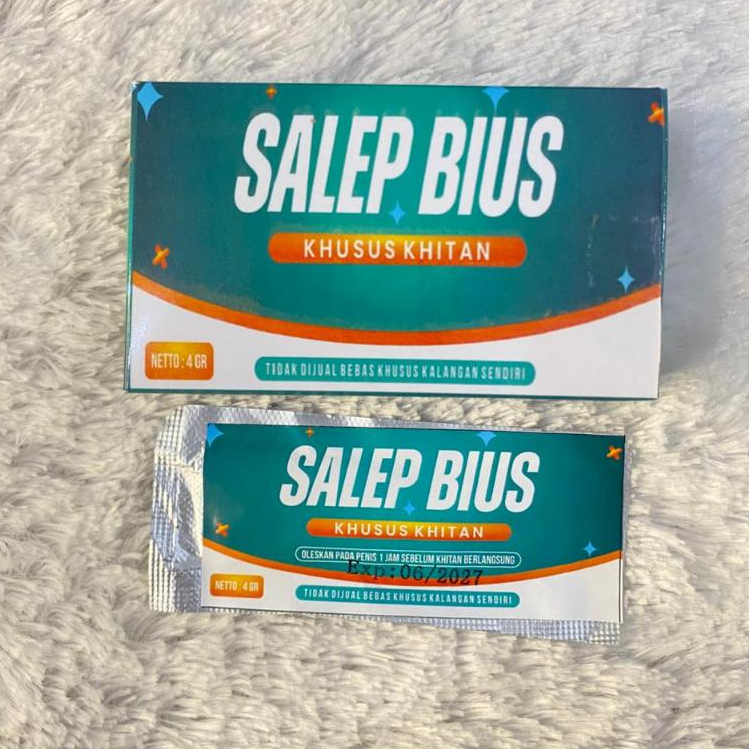 SALEP BIUS
KHUSUS KHITAN
NETTO : 4 GR
TIDAK DIJUAL BEBAS KHUSUS KALANGAN SENDIRI
SALEP BIUS
KHUSUS KHITAN
OLESKAN PADA PENIS 1 JAM SEBELUM KHITAN BERLANGSUNG
Exp:06/2027
NETTO : 4 GR
TIDAK DIJUAL BEBAS KHUSUS KALANGAN SENDIRI